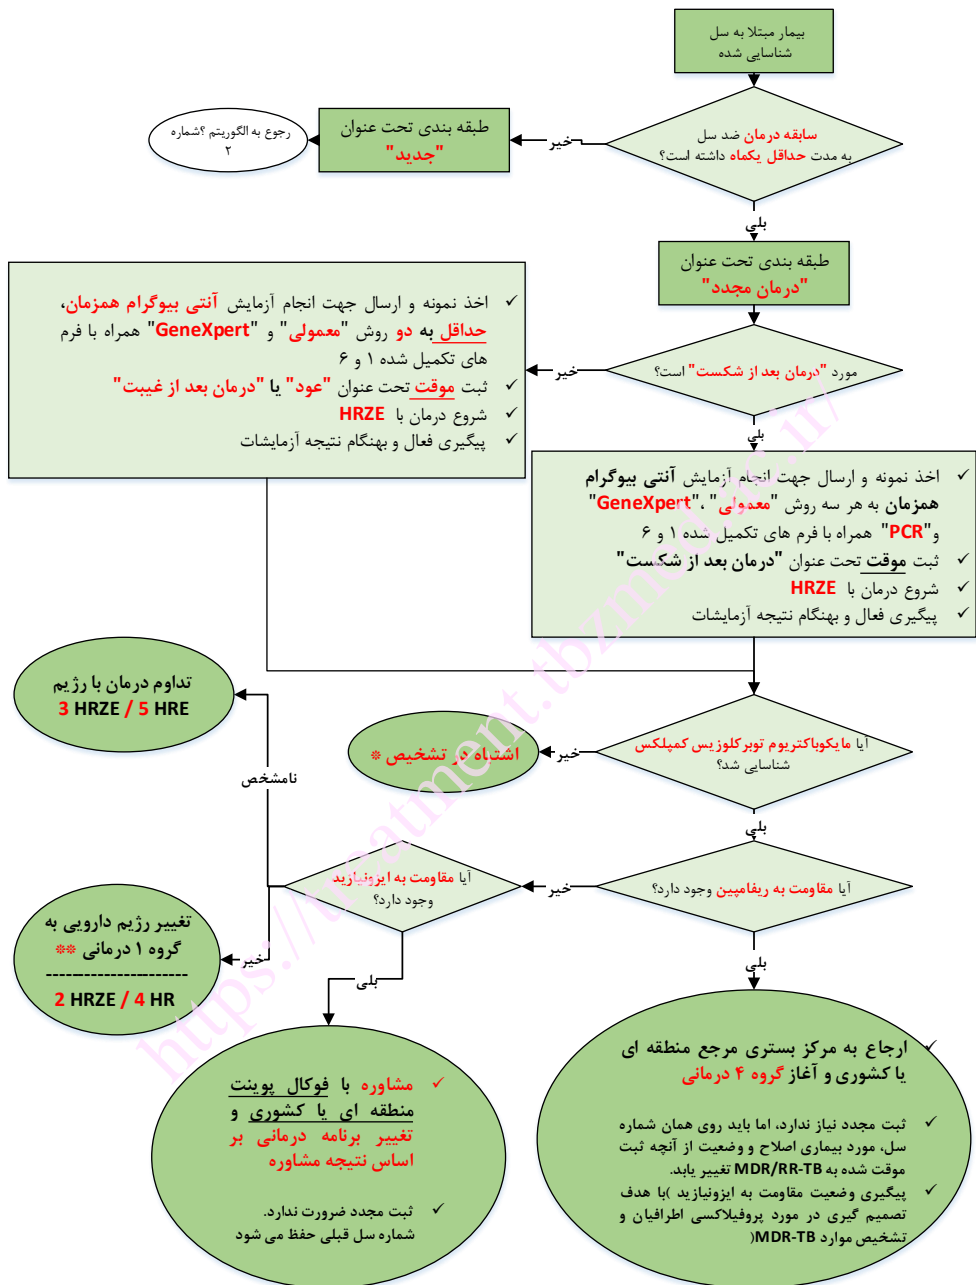 بیمار مبتلا به سل
شناسایی شده
سابقه درمان ضد سل
به مدت حداقل یکماه داشته است؟
خیر
طبقه بندی تحت عنوان
"جدید"
رجوع به الگوریتم ؟شماره
۲
بلی
طبقه بندی تحت عنوان
"درمان مجدد"
مورد "درمان بعد از شکست" است؟
خیر
✓ اخذ نمونه و ارسال جهت انجام آزمایش آنتی بیوگرام همزمان،
حداقل به دو روش "معمولی" و "GeneXpert" همراه با فرم
های تکمیل شده ۱ و ۶
✓ ثبت موقت تحت عنوان "عود" یا "درمان بعد از غیبت"
✓ شروع درمان با HRZE
✓ پیگیری فعال و بهنگام نتیجه آزمایشات
بلی
✓ اخذ نمونه و ارسال جهت انجام آزمایش آنتی بیوگرام
همزمان به هر سه روش "معمولی"، "GeneXpert"
و"PCR" همراه با فرم های تکمیل شده ۱ و ۶
✓ ثبت موقت تحت عنوان "درمان بعد از شکست"
✓ شروع درمان با HRZE
✓ پیگیری فعال و بهنگام نتیجه آزمایشات
آیا مایکوباکتریوم توبرکلوزیس کمپلکس
شناسایی شد؟
خیر
اشتباه در تشخیص *
بلی
آیا مقاومت به ریفامپین وجود دارد؟
خیر
آیا مقاومت به ایزونیازید
وجود دارد؟
نامشخص
تداوم درمان با رژیم
3 HRZE / 5 HRE
خیر
تغییر رژیم دارویی به
گروه ۱ درمانی **
----------------------
2 HRZE / 4 HR
بلی
✓ مشاوره با فوکال پوینت
منطقه ای یا کشوری و
تغییر برنامه درمانی بر
اساس نتیجه مشاوره
✓ ثبت مجدد ضرورت ندارد.
شماره سل قبلی حفظ می شود
بلی
✓ ارجاع به مرکز بستری مرجع منطقه ای
یا کشوری و آغاز گروه ۴ درمانی
✓ ثبت مجدد نیاز ندارد، اما باید روی همان شماره
سل، مورد بیماری اصلاح و وضعیت از آنچه ثبت
موقت شده به MDR/RR-TB تغییر یابد.
✓ پیگیری وضعیت مقاومت به ایزونیازید )با هدف
تصمیم گیری در مورد پروفیلاکسی اطرافیان و
تشخیص موارد MDR-TB(
https://treatment.tbzmed.ac.ir/